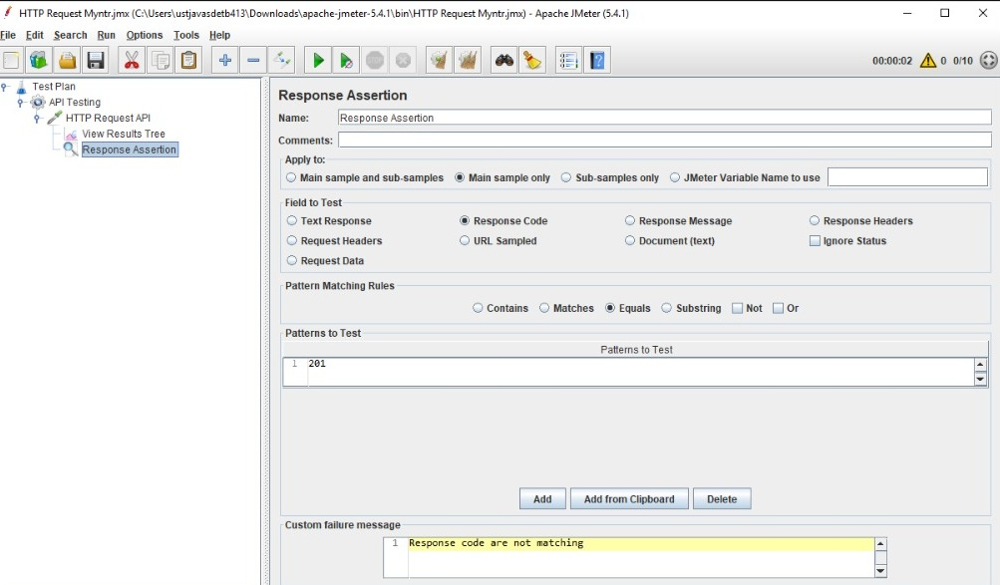 HTTP Request Myntr.jmx (C:\Users\ustjavasdetb413\Downloads\apache-jmeter-5.4.1\bin\HTTP Request Myntr.jmx) - Apache JMeter (5.4.1)
File Edit Search Run Options Tools Help
00:00:02 0 0/10
Test Plan
API Testing
HTTP Request API
View Results Tree
Response Assertion
Response Assertion
Name: Response Assertion
Comments:
Apply to:
Main sample and sub-samples Main sample only Sub-samples only JMeter Variable Name to use
Field to Test
Text Response Response Code Response Message Response Headers
Request Headers URL Sampled Document (text) Ignore Status
Request Data
Pattern Matching Rules
Contains Matches Equals Substring Not Or
Patterns to Test
Patterns to Test
1 201
Add Add from Clipboard Delete
Custom failure message
1 Response code are not matching